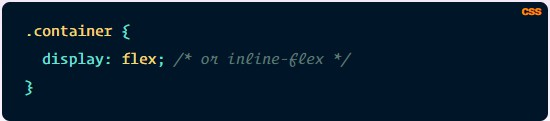 css
.container {
  display: flex; /* or inline-flex */
}